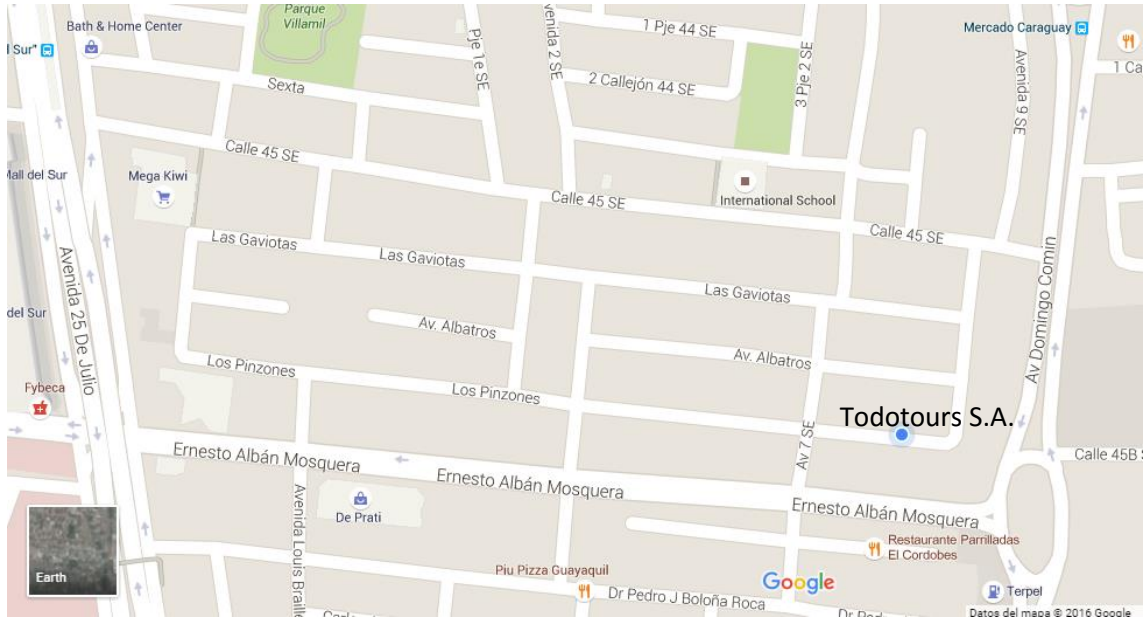 Parque
Villamil
1 Pje 44 SE
Bath & Home Center
Mercado Caraguay
Sur"
Pje 1e SE
Avenida 2 SE
3 Pje 2 SE
Avenida 9 SE
1 Ca
Sexta
2 Callejón 44 SE
Calle 45 SE
Mall del Sur
Mega Kiwi
International School
Calle 45 SE
Calle 45 SE
Las Gaviotas
Las Gaviotas
Las Gaviotas
Avenida 25 De Julio
Av Domingo Comin
del Sur
Av. Albatros
Av. Albatros
Los Pinzones
Los Pinzones
Fybeca
Todotours S.A.
Av 7 SE
Ernesto Albán Mosquera
Ernesto Albán Mosquera
Ernesto Albán Mosquera
Calle 45B S
De Prati
Avenida Louis Braille
Restaurante Parrilladas
El Cordobes
Earth
Piu Pizza Guayaquil
Google
Dr Pedro J Boloña Roca
Terpel
Datos del mapa © 2016 Google